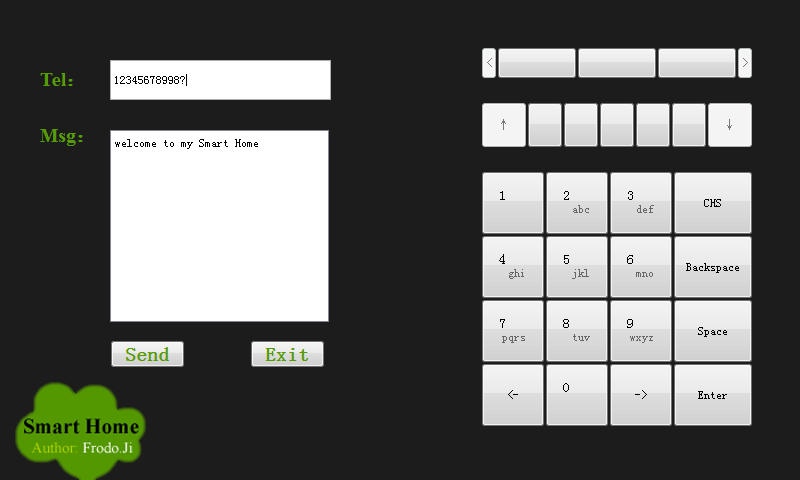 Tel:
12345678998?
Msg:
welcome to my Smart Home
Send
Exit
Smart Home
Author: Frodo.Ji
< >
↑ ↓
1
2 abc
3 def
CHS
4 ghi
5 jkl
6 mno
Backspace
7 pqrs
8 tuv
9 wxyz
Space
<-
0
->
Enter